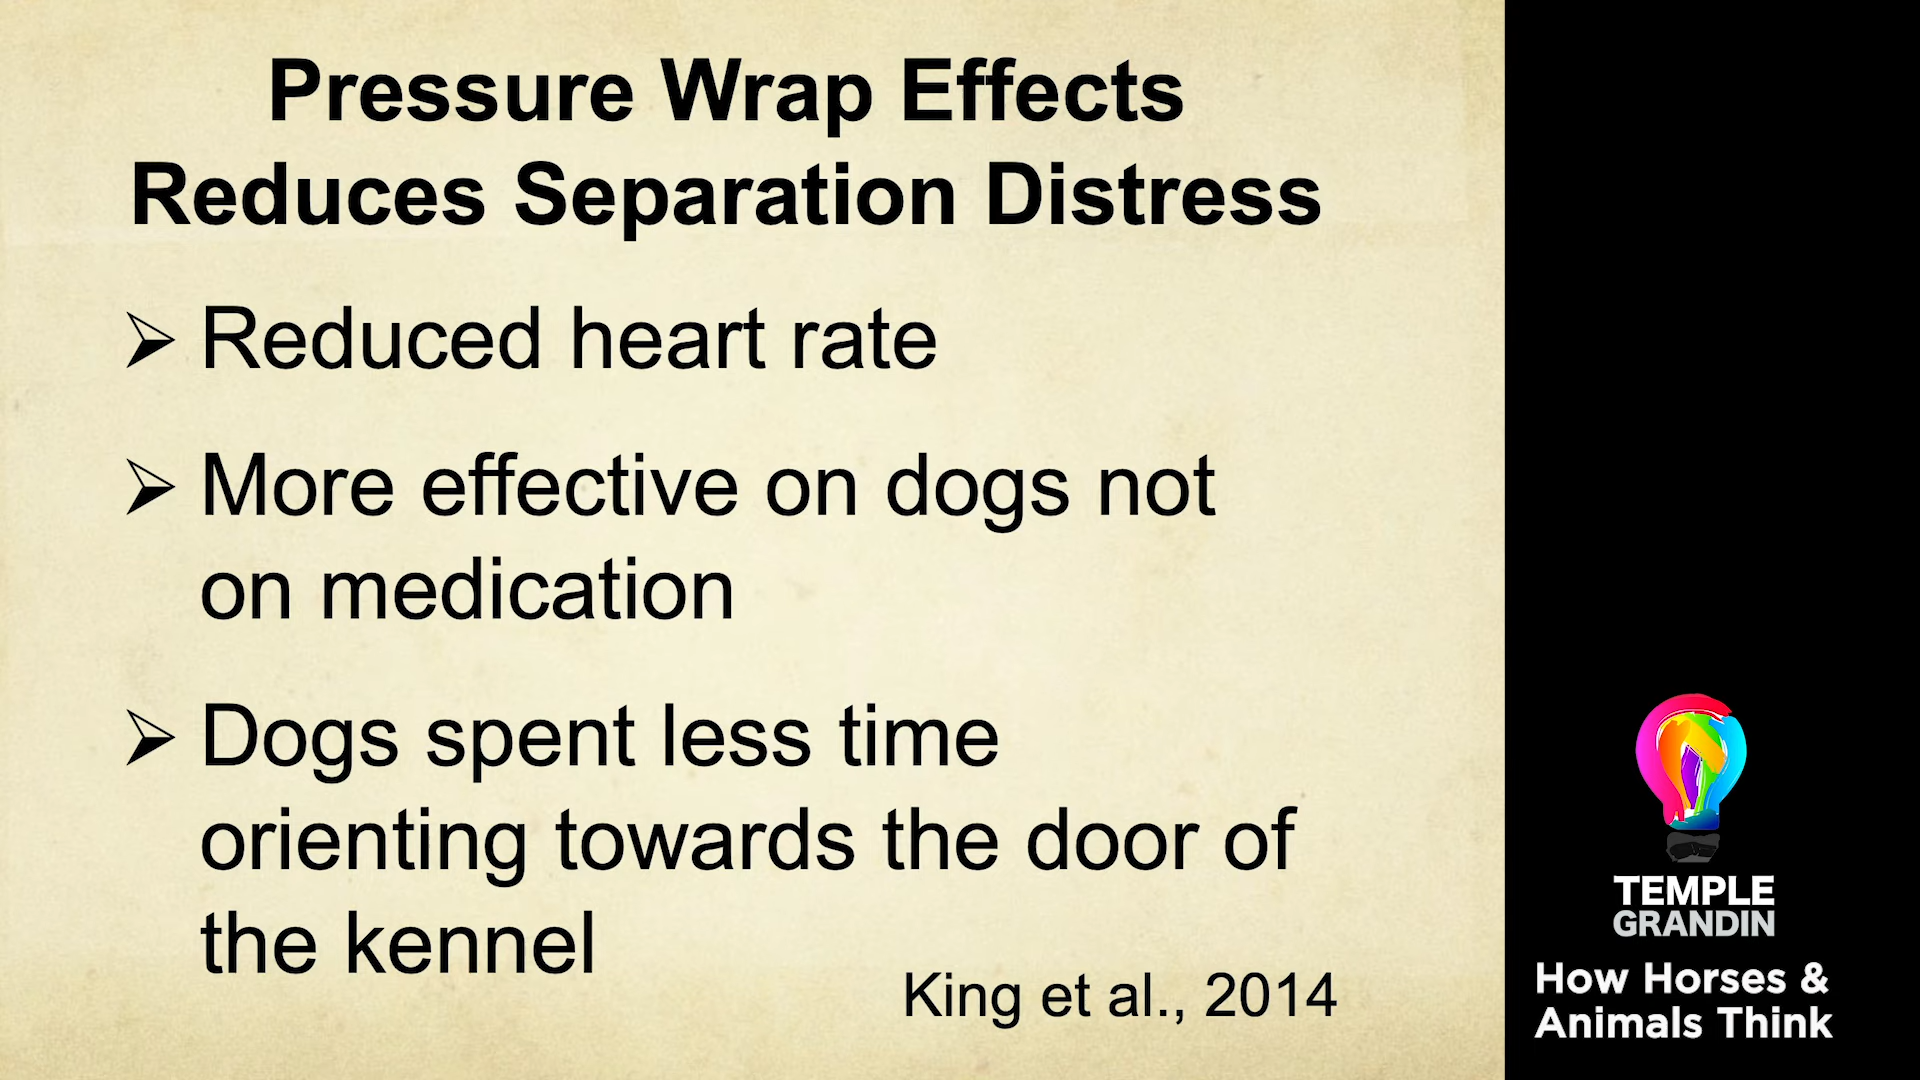 Pressure Wrap Effects
Reduces Separation Distress
➢ Reduced heart rate
➢ More effective on dogs not
on medication
➢ Dogs spent less time
orienting towards the door of
the kennel
King et al., 2014
TEMPLE
GRANDIN
How Horses &
Animals Think